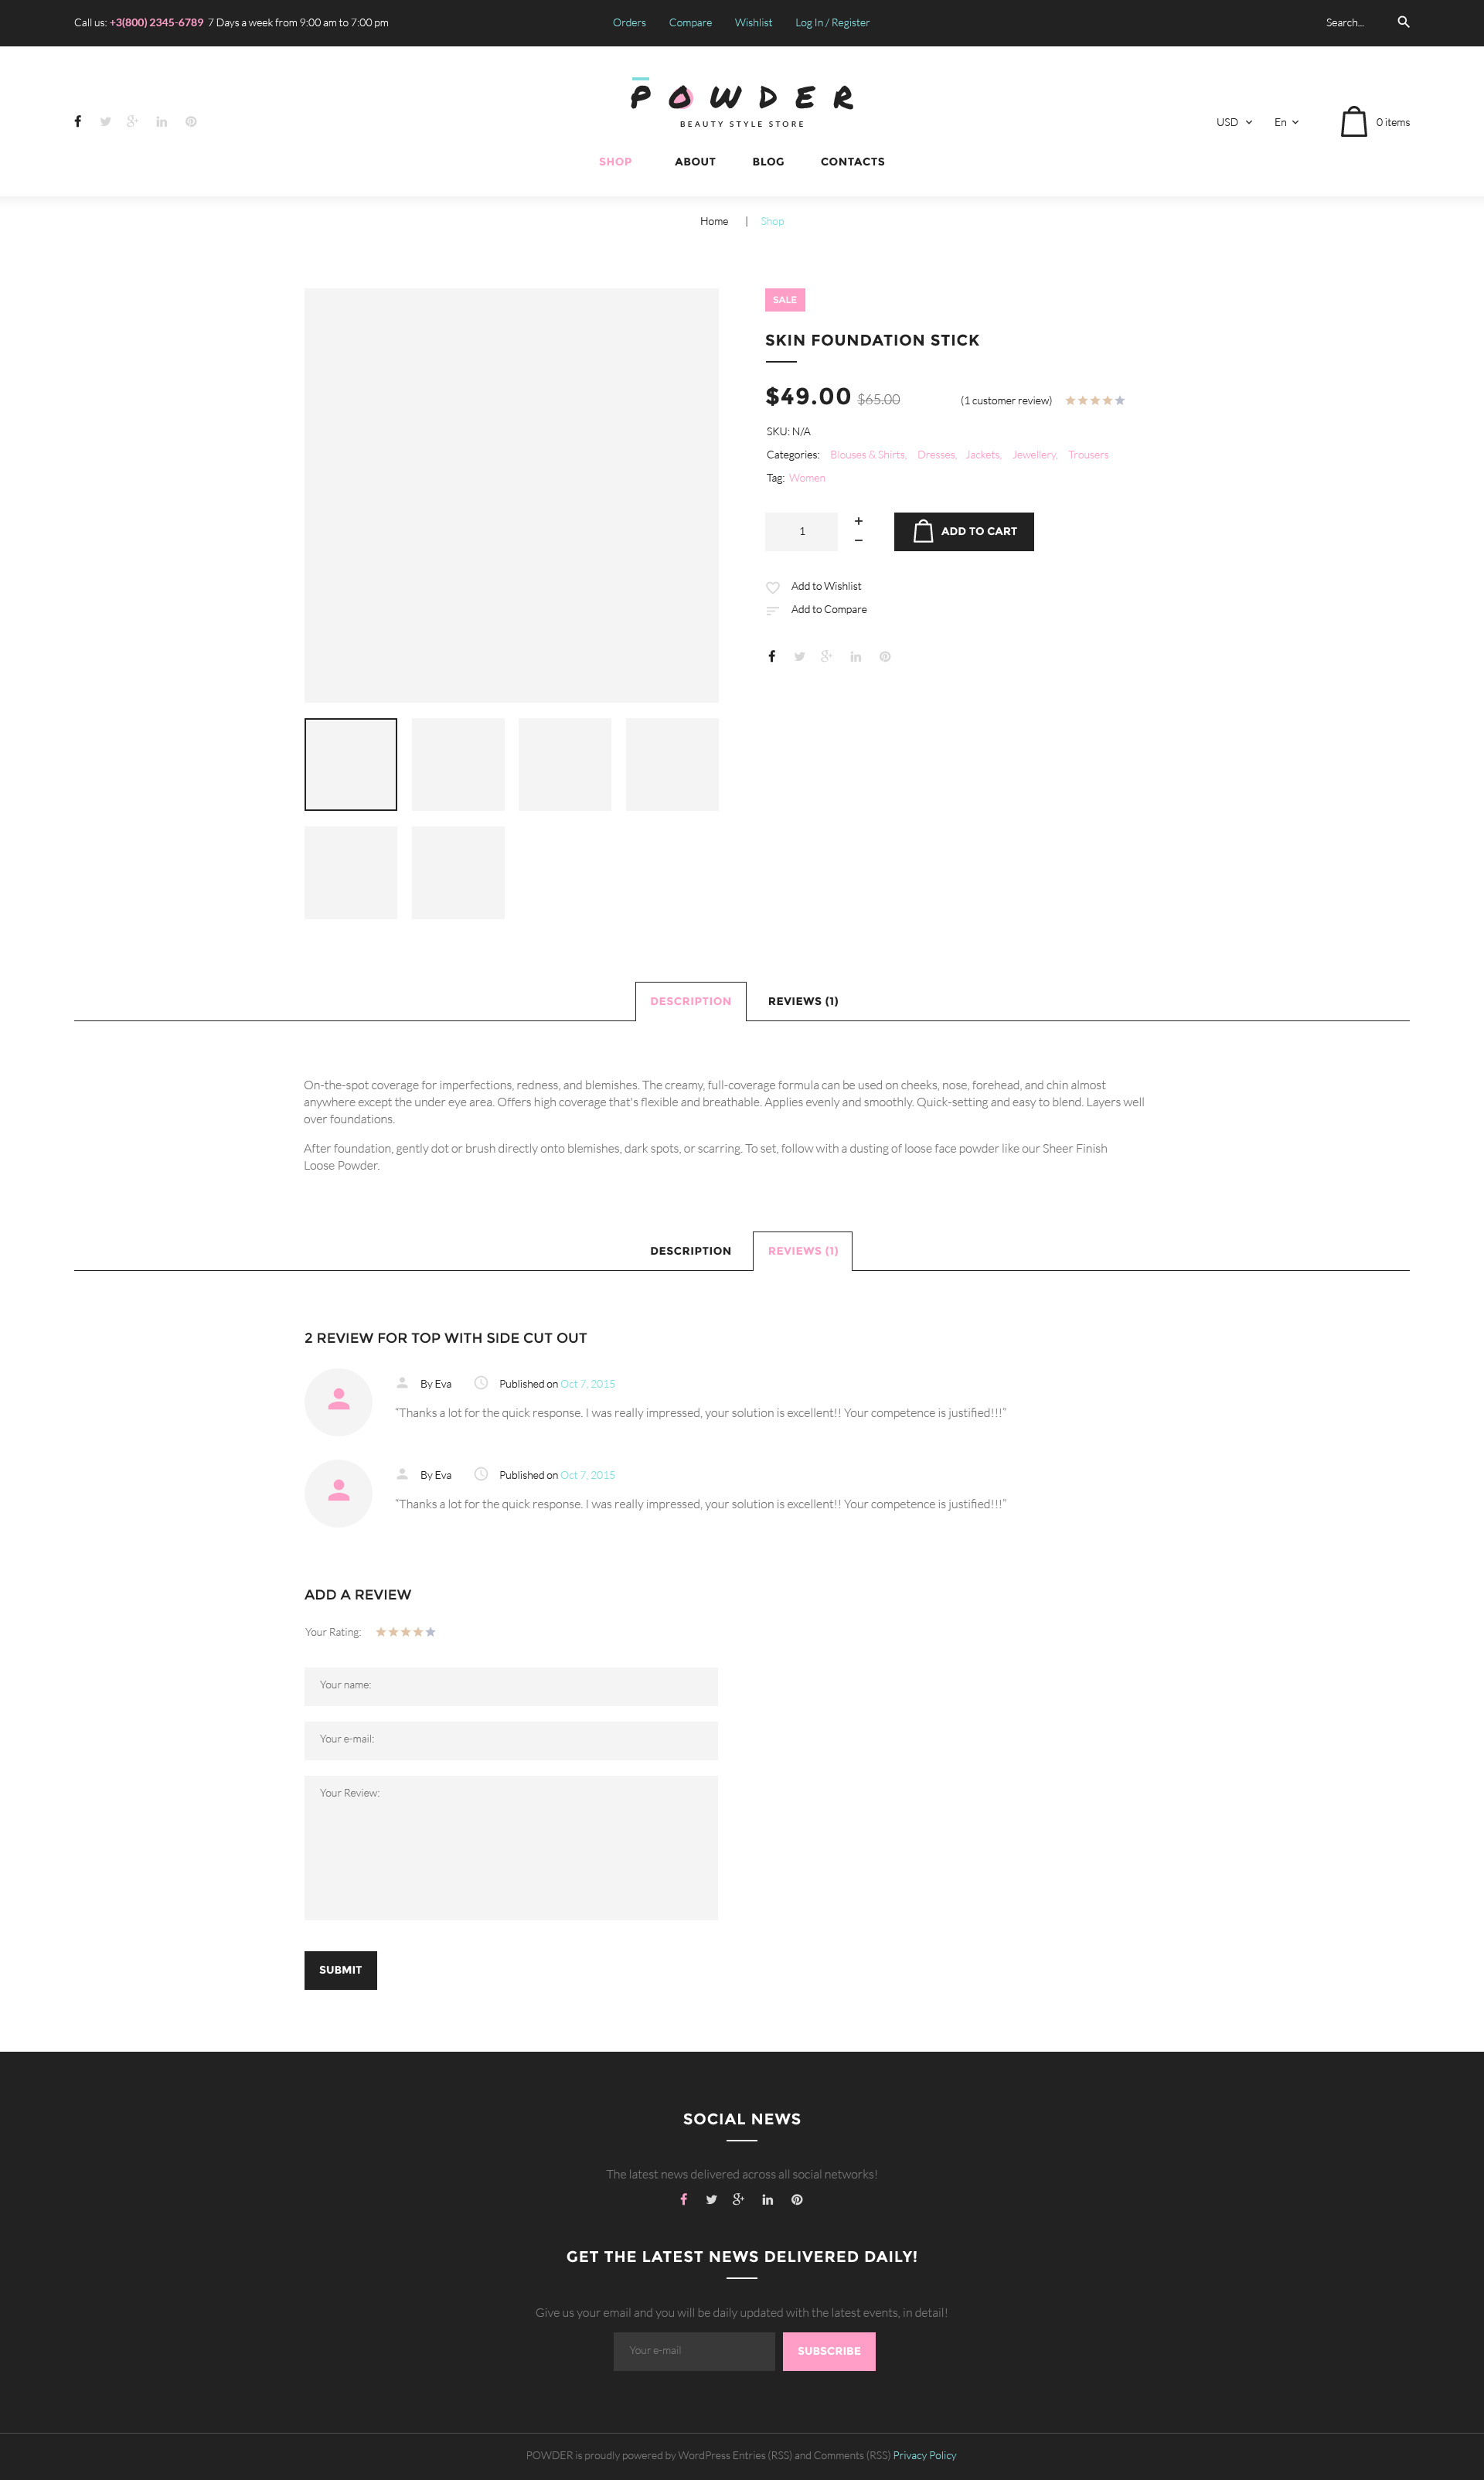 Call us: +3(800) 2345-6789 7 Days a week from 9:00 am to 7:00 pm
Orders Compare Wishlist Log In / Register
Search...
POWDER
BEAUTY STYLE STORE
USD En 0 items
SHOP ABOUT BLOG CONTACTS
Home | Shop
SALE
SKIN FOUNDATION STICK
$49.00 $65.00 (1 customer review)
SKU: N/A
Categories: Blouses & Shirts, Dresses, Jackets, Jewellery, Trousers
Tag: Women
1 + − ADD TO CART
Add to Wishlist
Add to Compare
DESCRIPTION REVIEWS (1)
On-the-spot coverage for imperfections, redness, and blemishes. The creamy, full-coverage formula can be used on cheeks, nose, forehead, and chin almost
anywhere except the under eye area. Offers high coverage that's flexible and breathable. Applies evenly and smoothly. Quick-setting and easy to blend. Layers well
over foundations.
After foundation, gently dot or brush directly onto blemishes, dark spots, or scarring. To set, follow with a dusting of loose face powder like our Sheer Finish
Loose Powder.
DESCRIPTION REVIEWS (1)
2 REVIEW FOR TOP WITH SIDE CUT OUT
By Eva Published on Oct 7, 2015
"Thanks a lot for the quick response. I was really impressed, your solution is excellent!! Your competence is justified!!!"
By Eva Published on Oct 7, 2015
"Thanks a lot for the quick response. I was really impressed, your solution is excellent!! Your competence is justified!!!"
ADD A REVIEW
Your Rating:
Your name:
Your e-mail:
Your Review:
SUBMIT
SOCIAL NEWS
The latest news delivered across all social networks!
GET THE LATEST NEWS DELIVERED DAILY!
Give us your email and you will be daily updated with the latest events, in detail!
Your e-mail SUBSCRIBE
POWDER is proudly powered by WordPress Entries (RSS) and Comments (RSS) Privacy Policy